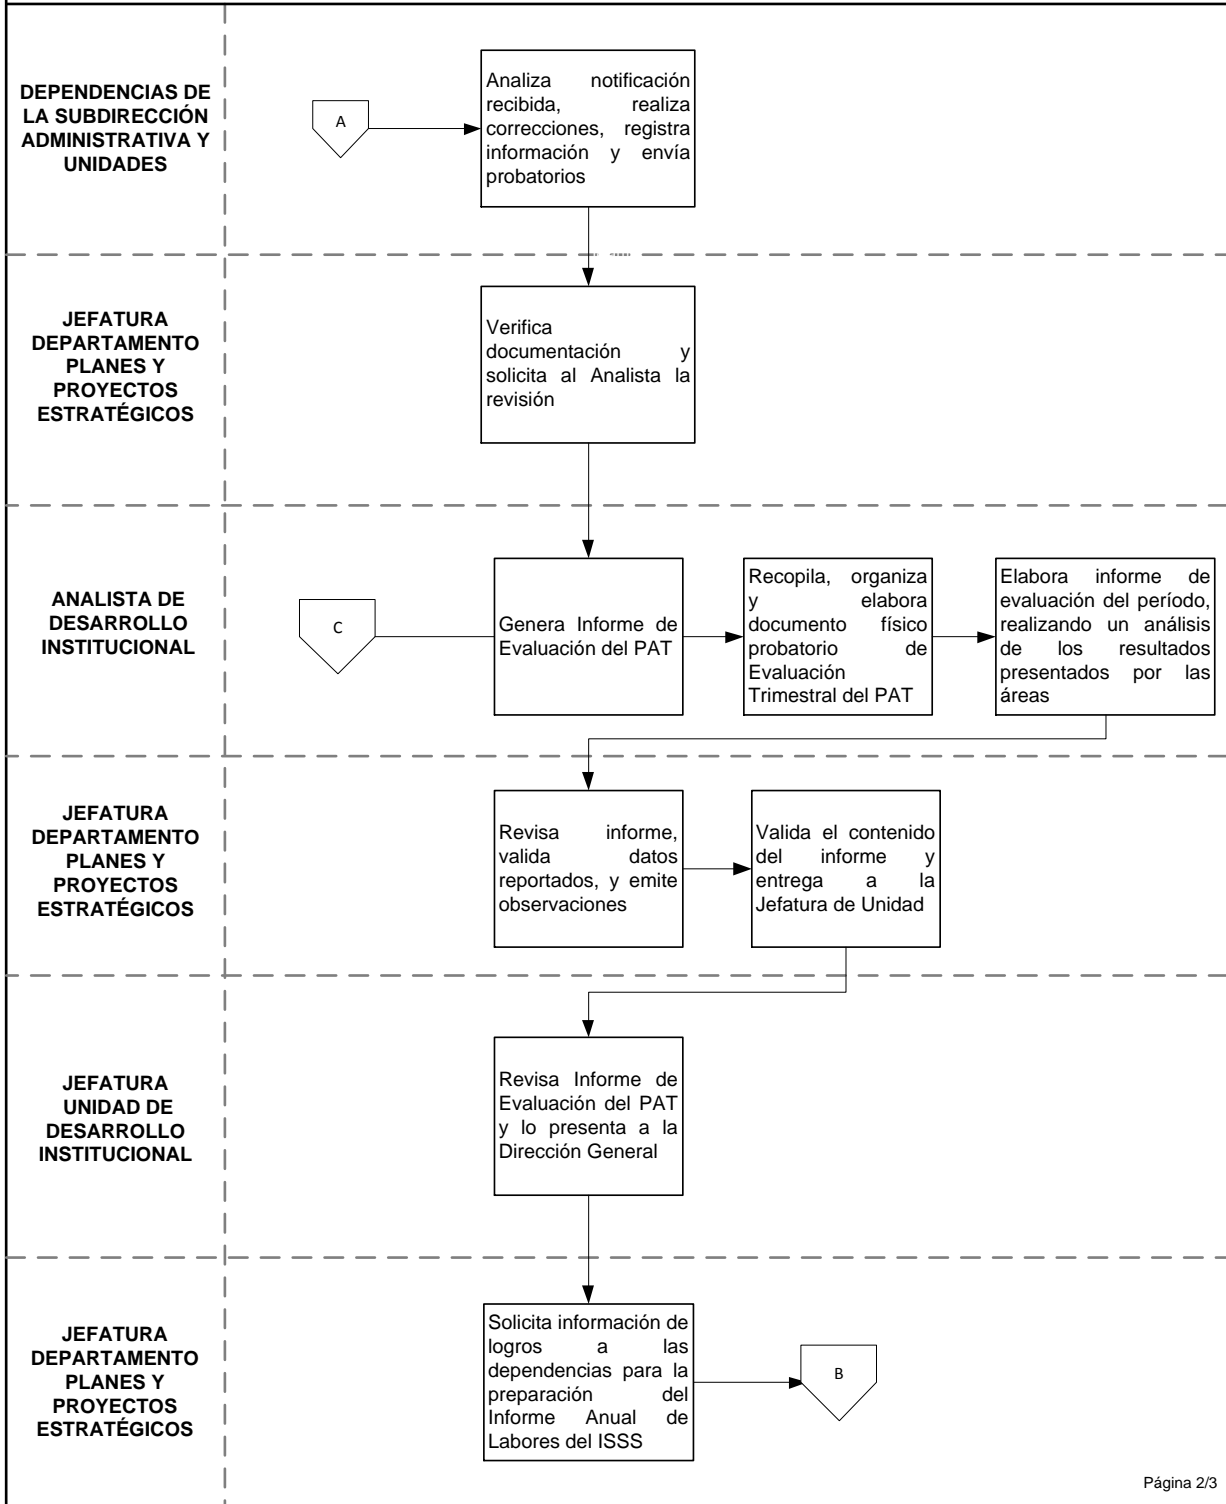 DEPENDENCIAS DE
LA SUBDIRECCIÓN
ADMINISTRATIVA Y
UNIDADES
A
Analiza notificación
recibida, realiza
correcciones, registra
información y envía
probatorios
JEFATURA
DEPARTAMENTO
PLANES Y
PROYECTOS
ESTRATÉGICOS
Verifica
documentación y
solicita al Analista la
revisión
ANALISTA DE
DESARROLLO
INSTITUCIONAL
C
Genera Informe de
Evaluación del PAT
Recopila, organiza
y elabora
documento físico
probatorio de
Evaluación
Trimestral del PAT
Elabora informe de
evaluación del período,
realizando un análisis
de los resultados
presentados por las
áreas
JEFATURA
DEPARTAMENTO
PLANES Y
PROYECTOS
ESTRATÉGICOS
Revisa informe,
valida datos
reportados, y emite
observaciones
Valida el contenido
del informe y
entrega a la
Jefatura de Unidad
JEFATURA
UNIDAD DE
DESARROLLO
INSTITUCIONAL
Revisa Informe de
Evaluación del PAT
y lo presenta a la
Dirección General
JEFATURA
DEPARTAMENTO
PLANES Y
PROYECTOS
ESTRATÉGICOS
Solicita información de
logros a las
dependencias para la
preparación del
Informe Anual de
Labores del ISSS
B
Página 2/3